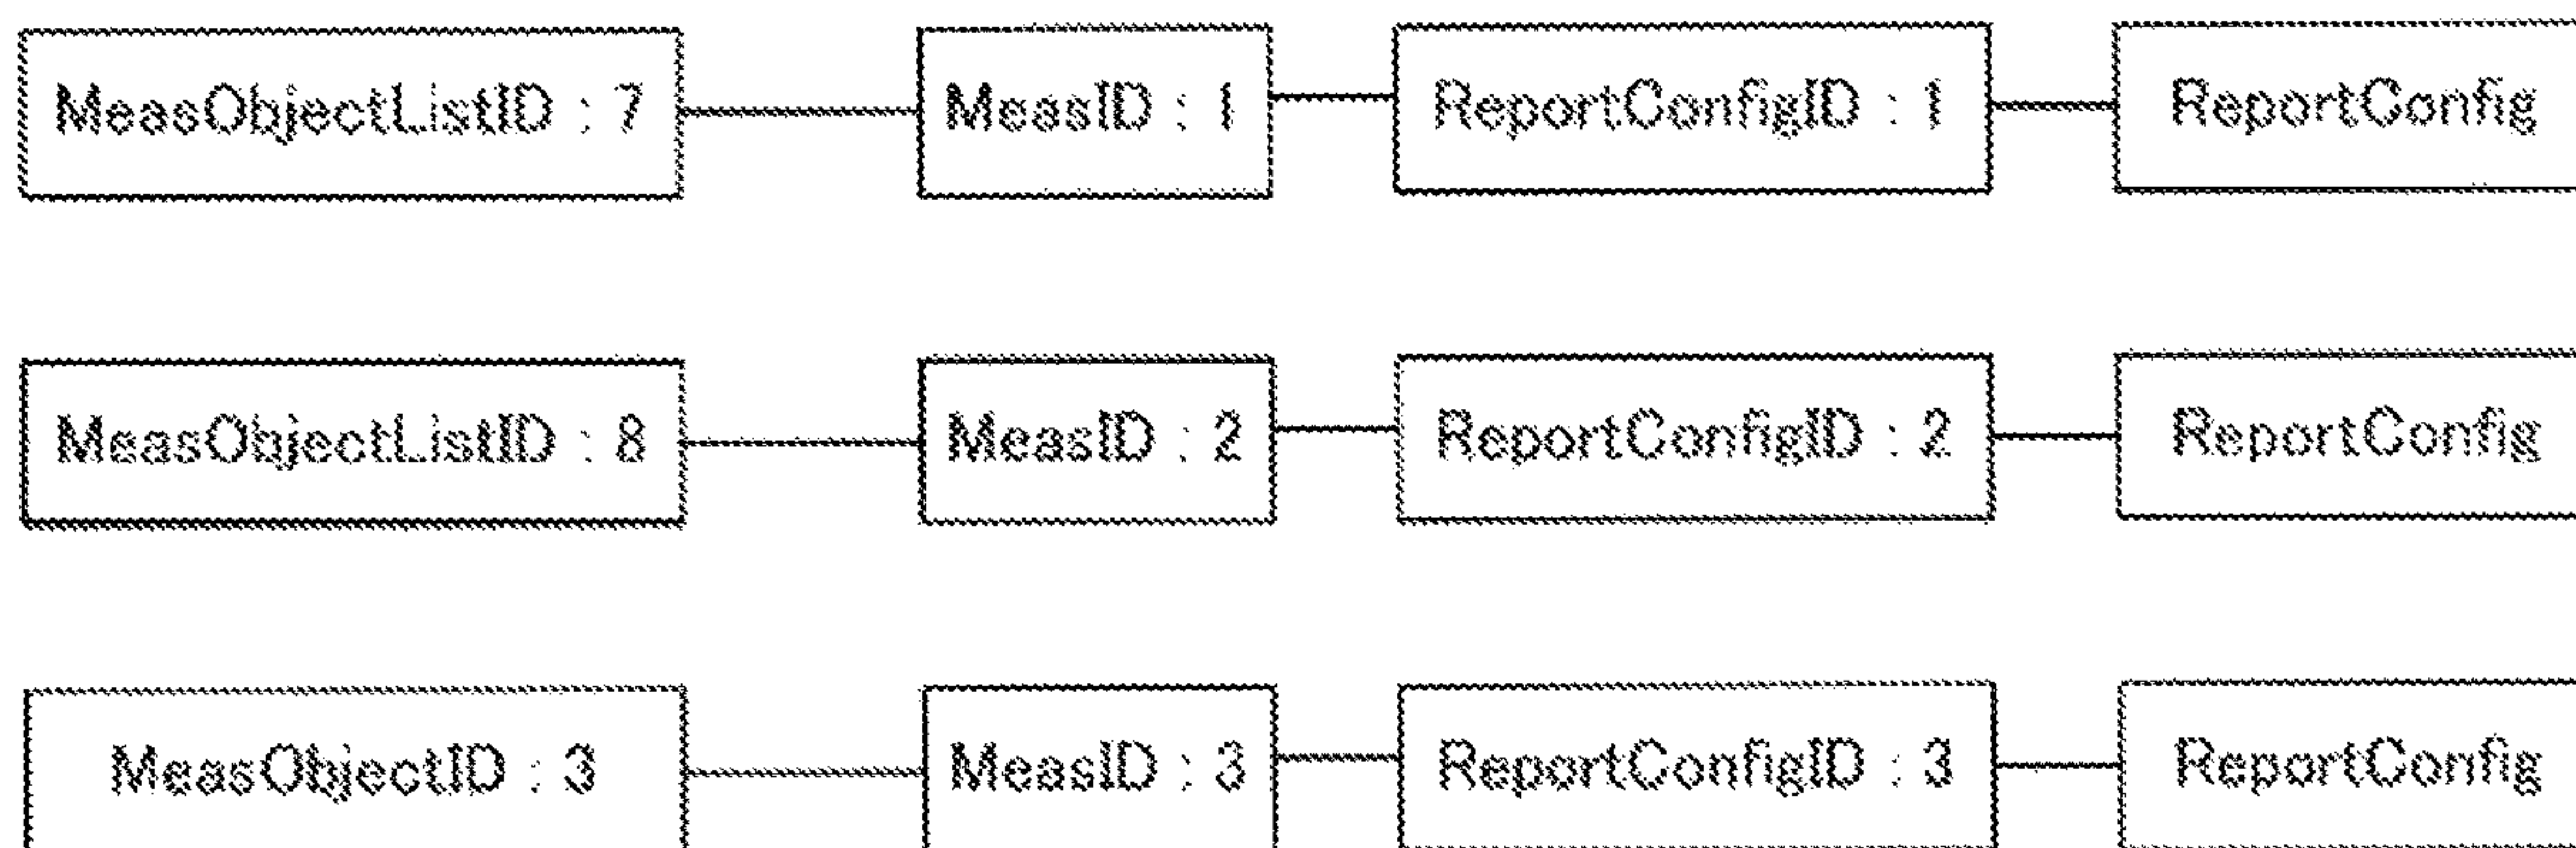 MeasObjectListID : 7 MeasID : 1 ReportConfigID : 1 ReportConfig
MeasObjectListID : 8 MeasID : 2 ReportConfigID : 2 ReportConfig
MeasObjectID : 3 MeasID : 3 ReportConfigID : 3 ReportConfig